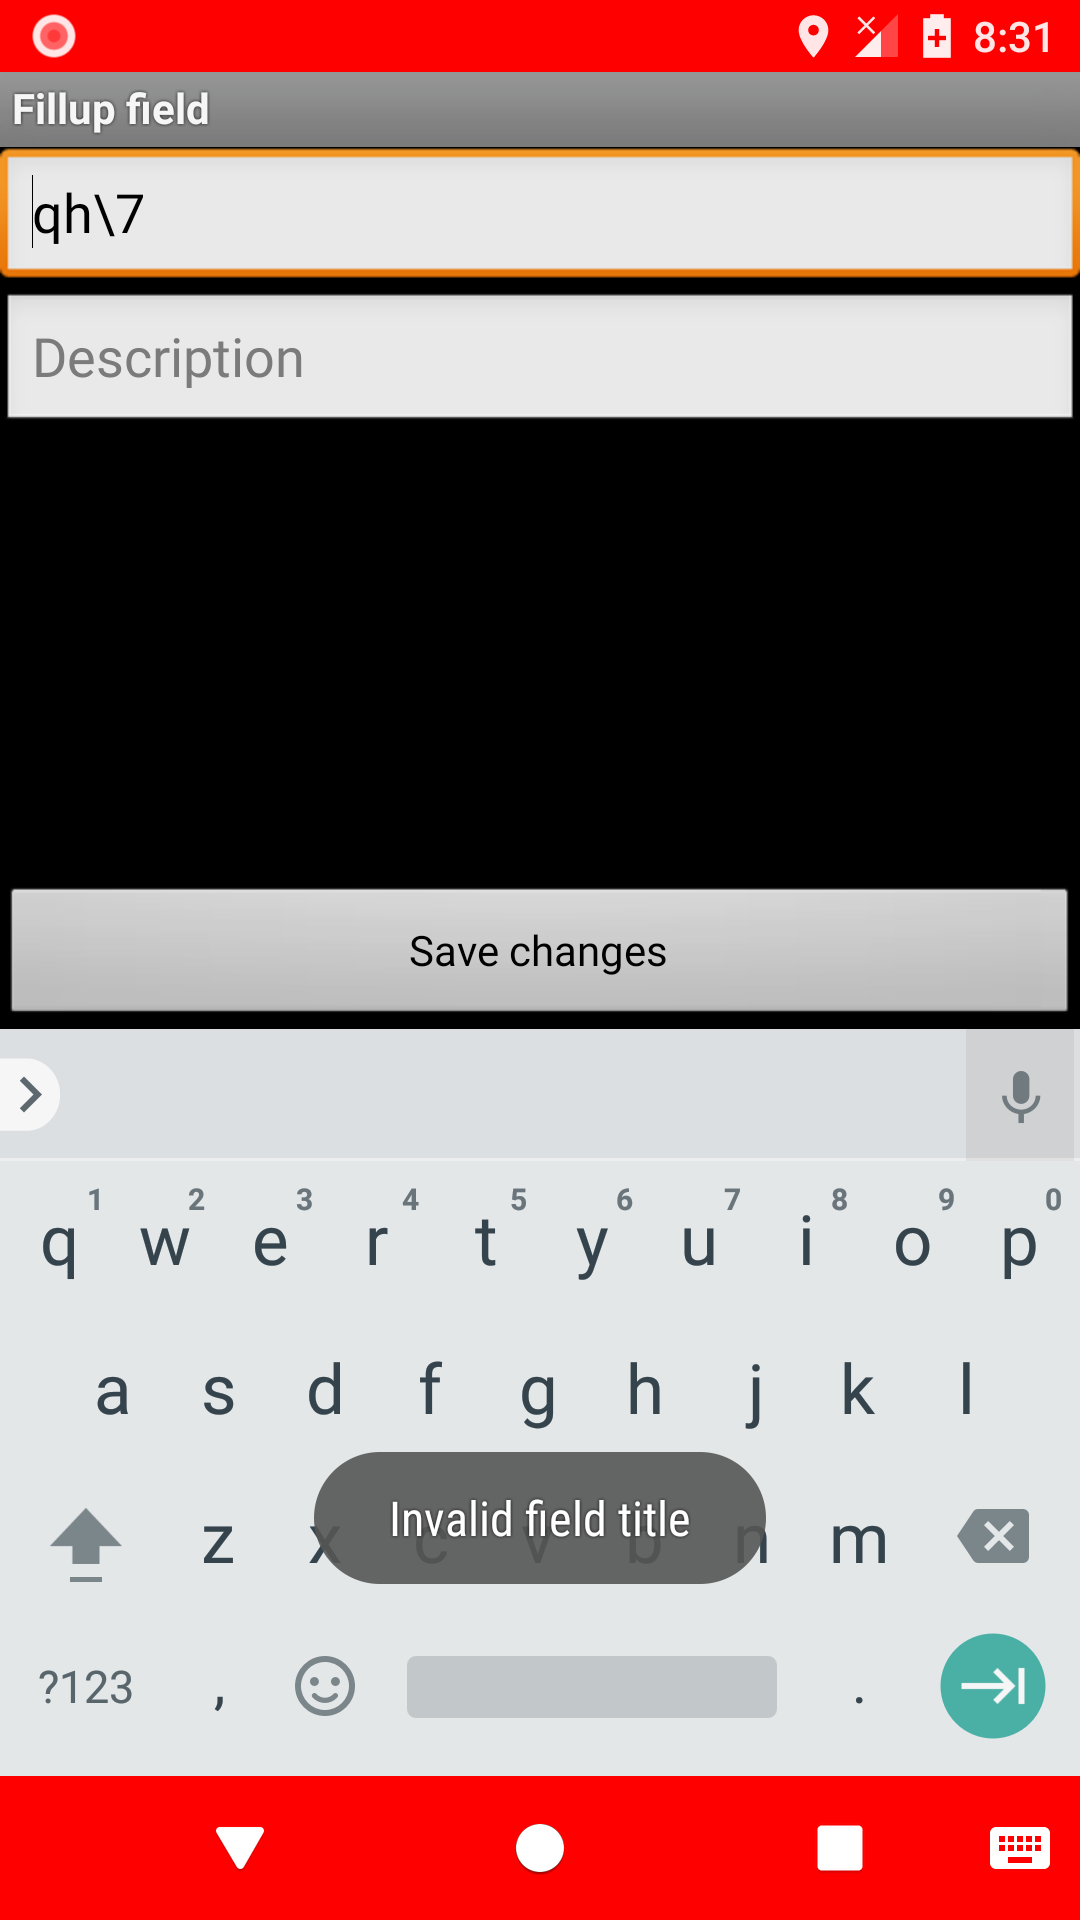 8:31
Fillup field
qh\7
Description
Save changes
1 2 3 4 5 6 7 8 9 0
q w e r t y u i o p
a s d f g h j k l
z x c v b n m
Invalid field title
?123 , .